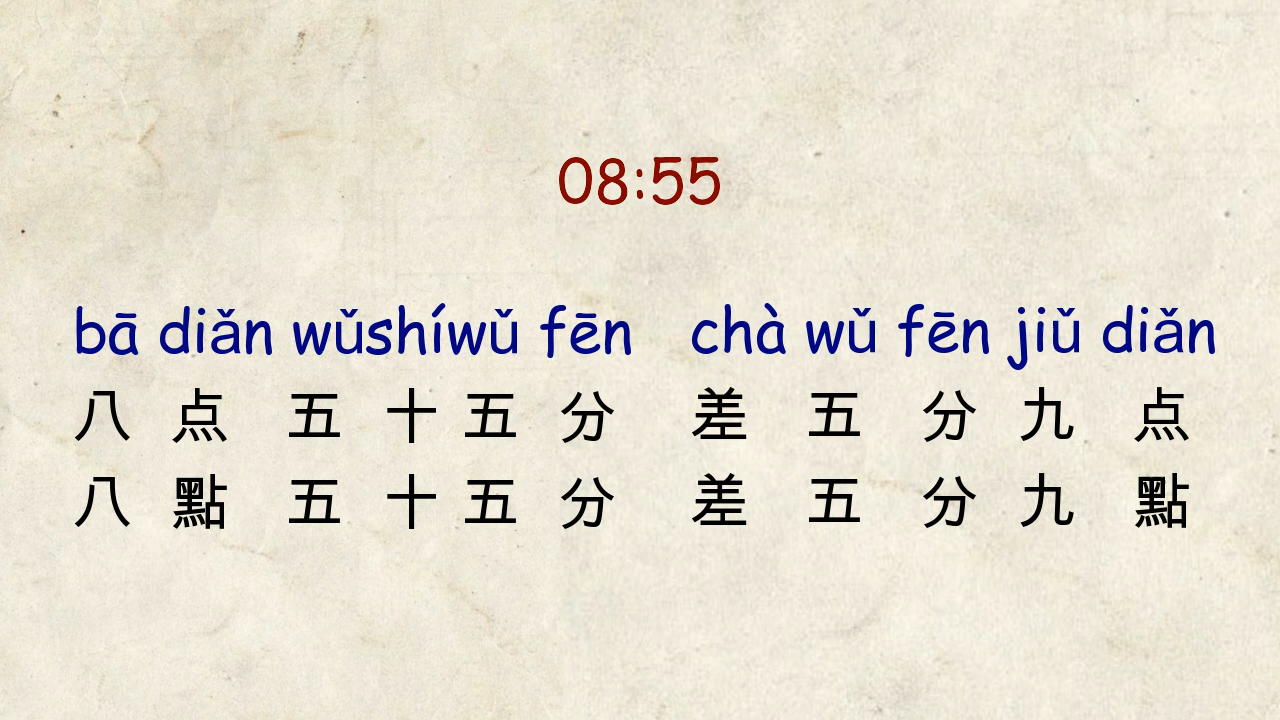 08:55
bā diǎn wǔshíwǔ fēn chà wǔ fēn jiǔ diǎn
八 点 五 十 五 分 差 五 分 九 点
八 點 五 十 五 分 差 五 分 九 點